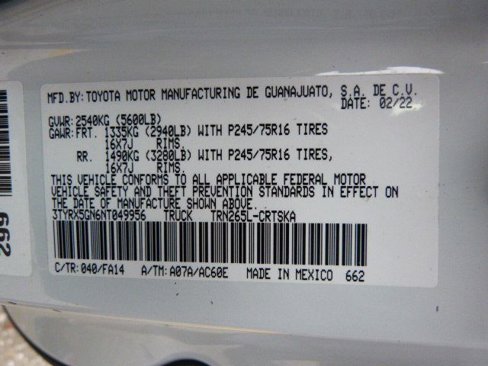 MFD.BY:TOYOTA MOTOR MANUFACTURING DE GUANAJUATO, S.A. DE C.V.
DATE: 02/22
GVWR:2540KG (5600LB)
GAWR:FRT. 1335KG (2940LB) WITH P245/75R16 TIRES
16X7J RIMS,
RR. 1490KG (3280LB) WITH P245/75R16 TIRES,
16X7J RIMS.
THIS VEHICLE CONFORMS TO ALL APPLICABLE FEDERAL MOTOR
VEHICLE SAFETY AND THEFT PREVENTION STANDARDS IN EFFECT ON
THE DATE OF MANUFACTURE SHOWN ABOVE.
3TYRX5GN6NT049956 TRUCK TRN265L-CRTSKA
C/TR:040/FA14 A/TM:A07A/AC60E MADE IN MEXICO 662
662